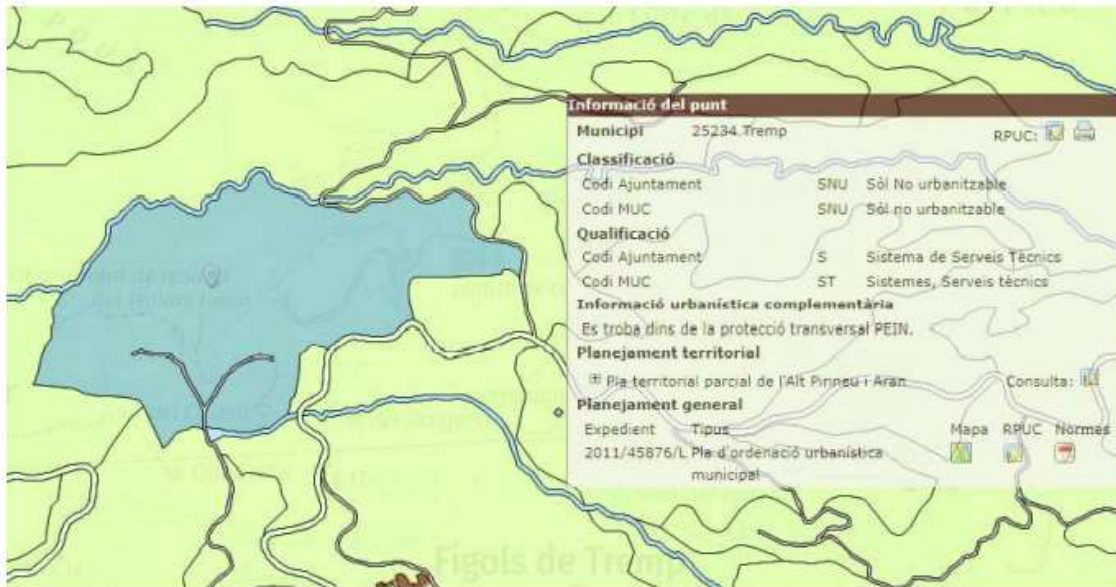 Informació del punt
Municipi 25234 Tremp RPUC:
Classificació
Codi Ajuntament SNU Sòl No urbanitzable
Codi MUC SNU Sòl no urbanitzable
Qualificació
Codi Ajuntament S Sistema de Serveis Tècnics
Codi MUC ST Sistemes, Serveis tècnics
Informació urbanística complementària
Es troba dins de la protecció transversal PEIN.
Planejament territorial
Pla territorial parcial de l'Alt Pirineu i Aran Consulta:
Planejament general
Expedient Tipus Mapa RPUC Normes
2011/45876/L Pla d'ordenació urbanística
municipal
Fígols de Tremp